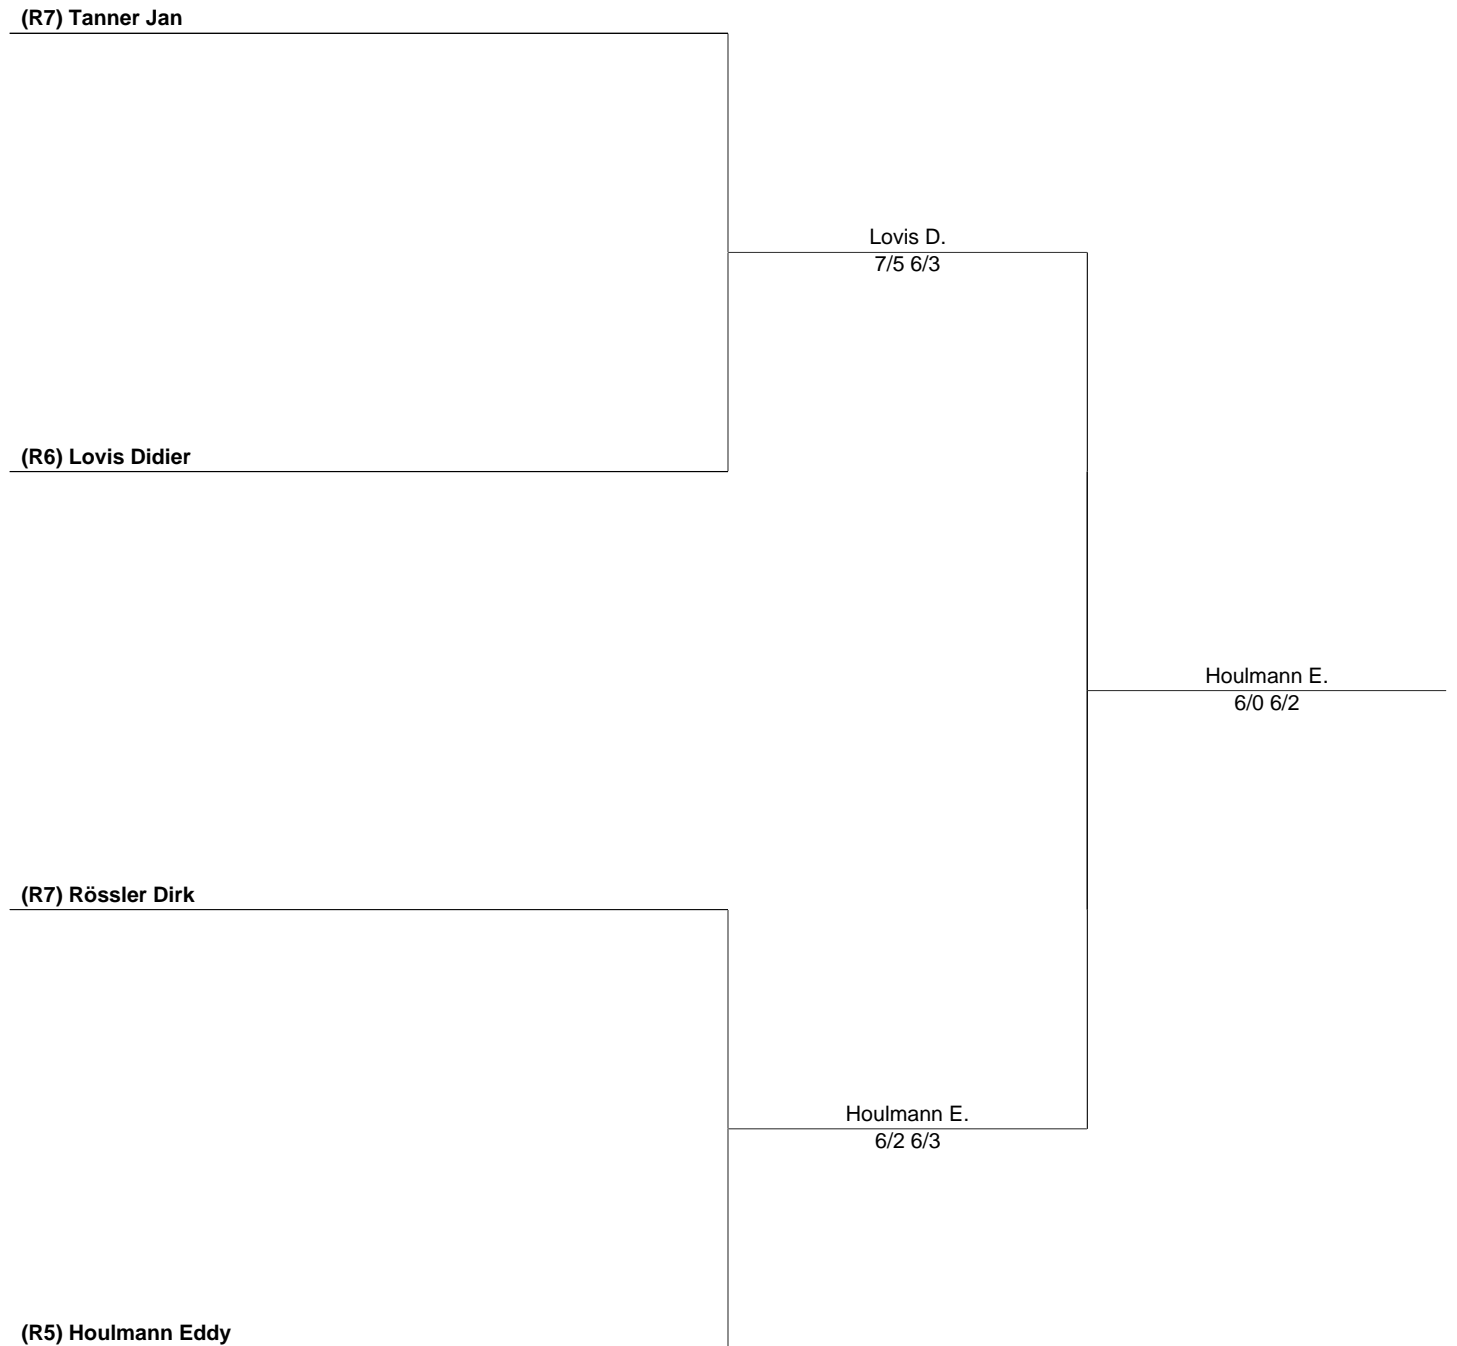 (R7) Tanner Jan
Lovis D.
7/5 6/3
(R6) Lovis Didier
Houlmann E.
6/0 6/2
(R7) Rössler Dirk
Houlmann E.
6/2 6/3
(R5) Houlmann Eddy